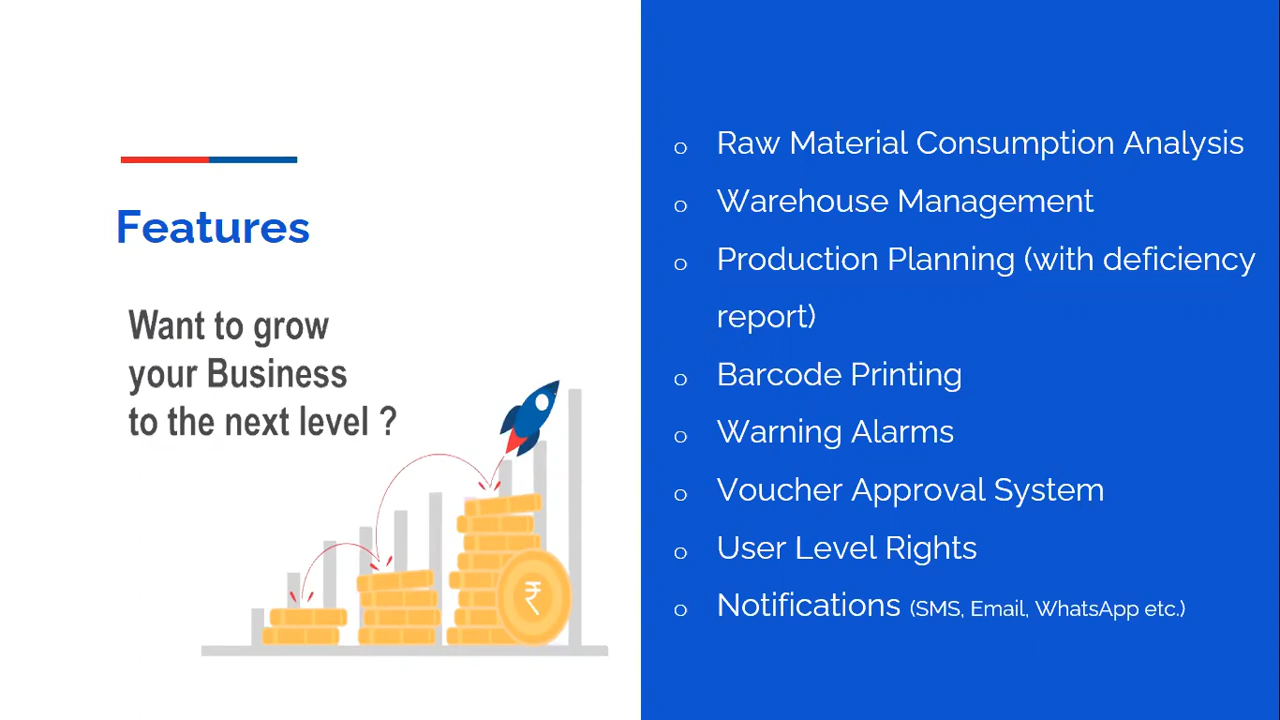 Features
Want to grow
your Business
to the next level ?
₹
o Raw Material Consumption Analysis
o Warehouse Management
o Production Planning (with deficiency
report)
o Barcode Printing
o Warning Alarms
o Voucher Approval System
o User Level Rights
o Notifications (SMS, Email, WhatsApp etc.)